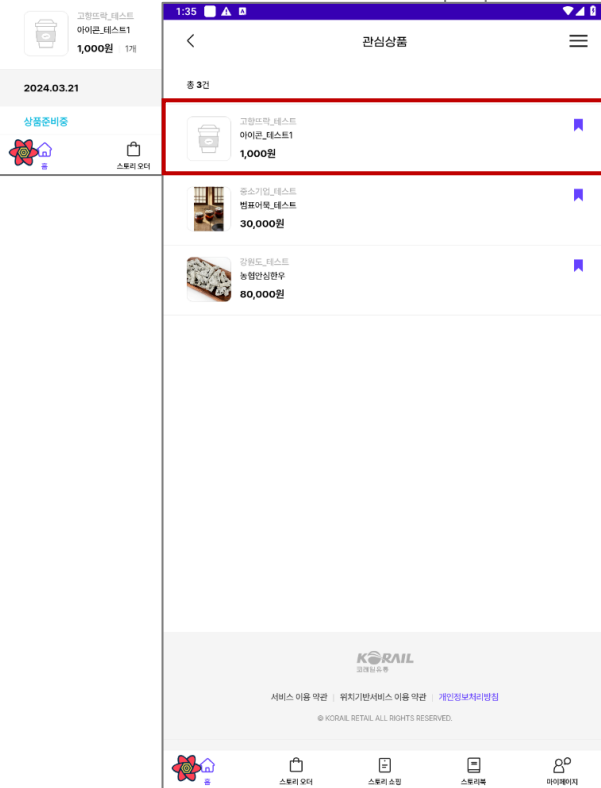 고향뜨락_테스트
아이콘_테스트1
1,000원 1개
2024.03.21
상품준비중
홈
스토리 오더
1:35
관심상품
총 3건
고향뜨락_테스트
아이콘_테스트1
1,000원
중소기업_테스트
범표어묵_테스트
30,000원
강원도_테스트
농협안심한우
80,000원
KORAIL
코레일유통
서비스 이용 약관 | 위치기반서비스 이용 약관 | 개인정보처리방침
© KORAIL RETAIL ALL RIGHTS RESERVED.
홈
스토리 오더
스토리 쇼핑
스토리북
마이페이지